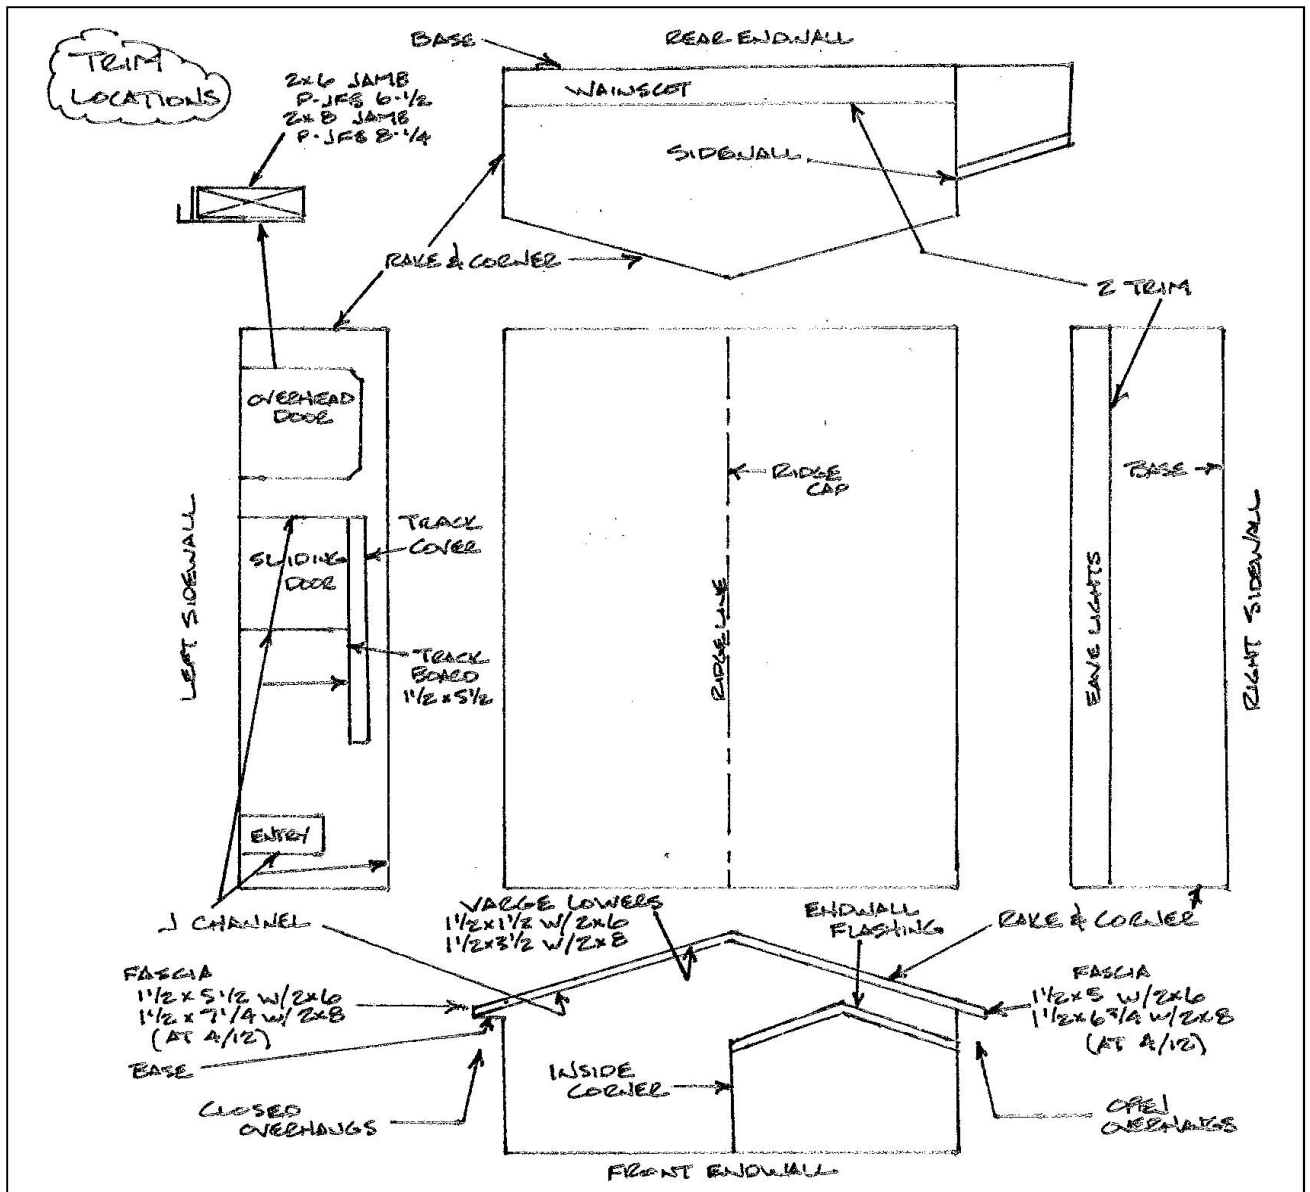 TRIM
LOCATIONS
BASE
REAR ENDWALL
2x6 JAMB
P-JFS 6-1/2
2x8 JAMB
P-JF8 8-1/4
WAINSCOT
SIDEWALL
RAKE & CORNER
Z TRIM
OVERHEAD
DOOR
RIDGE
CAP
BASE
LEFT SIDEWALL
TRACK
COVER
SLIDING
DOOR
RIDGELINE
EAVE LIGHTS
RIGHT SIDEWALL
TRACK
BOARD
1 1/2 x 5 1/2
ENTRY
J CHANNEL
VARGE LOWERS
1 1/2 x 1 1/2 W/2x6
1 1/2 x 3 1/2 W/2x8
ENDWALL
FLASHING
RAKE & CORNER
FASCIA
1 1/2 x 5 1/2 W/2x6
1 1/2 x 7 1/4 W/2x8
(AT 4/12)
FASCIA
1 1/2 x 5 W/2x6
1 1/2 x 6 3/4 W/2x8
(AT 4/12)
BASE
INSIDE
CORNER
CLOSED
OVERHANGS
OPEN
OVERHANGS
FRONT ENDWALL